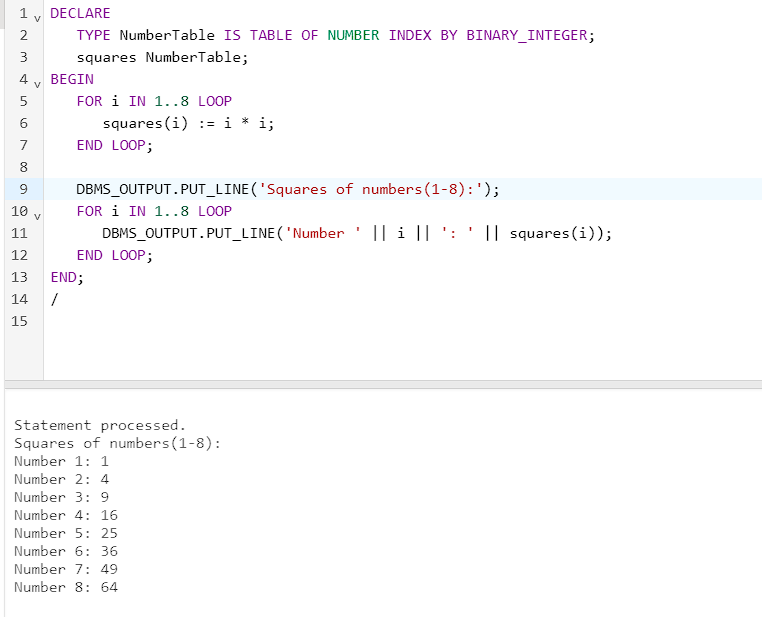 1 DECLARE
2 TYPE NumberTable IS TABLE OF NUMBER INDEX BY BINARY_INTEGER;
3 squares NumberTable;
4 BEGIN
5 FOR i IN 1..8 LOOP
6 squares(i) := i * i;
7 END LOOP;
8
9 DBMS_OUTPUT.PUT_LINE('Squares of numbers(1-8):');
10 FOR i IN 1..8 LOOP
11 DBMS_OUTPUT.PUT_LINE('Number ' || i || ': ' || squares(i));
12 END LOOP;
13 END;
14 /
15
Statement processed.
Squares of numbers(1-8):
Number 1: 1
Number 2: 4
Number 3: 9
Number 4: 16
Number 5: 25
Number 6: 36
Number 7: 49
Number 8: 64